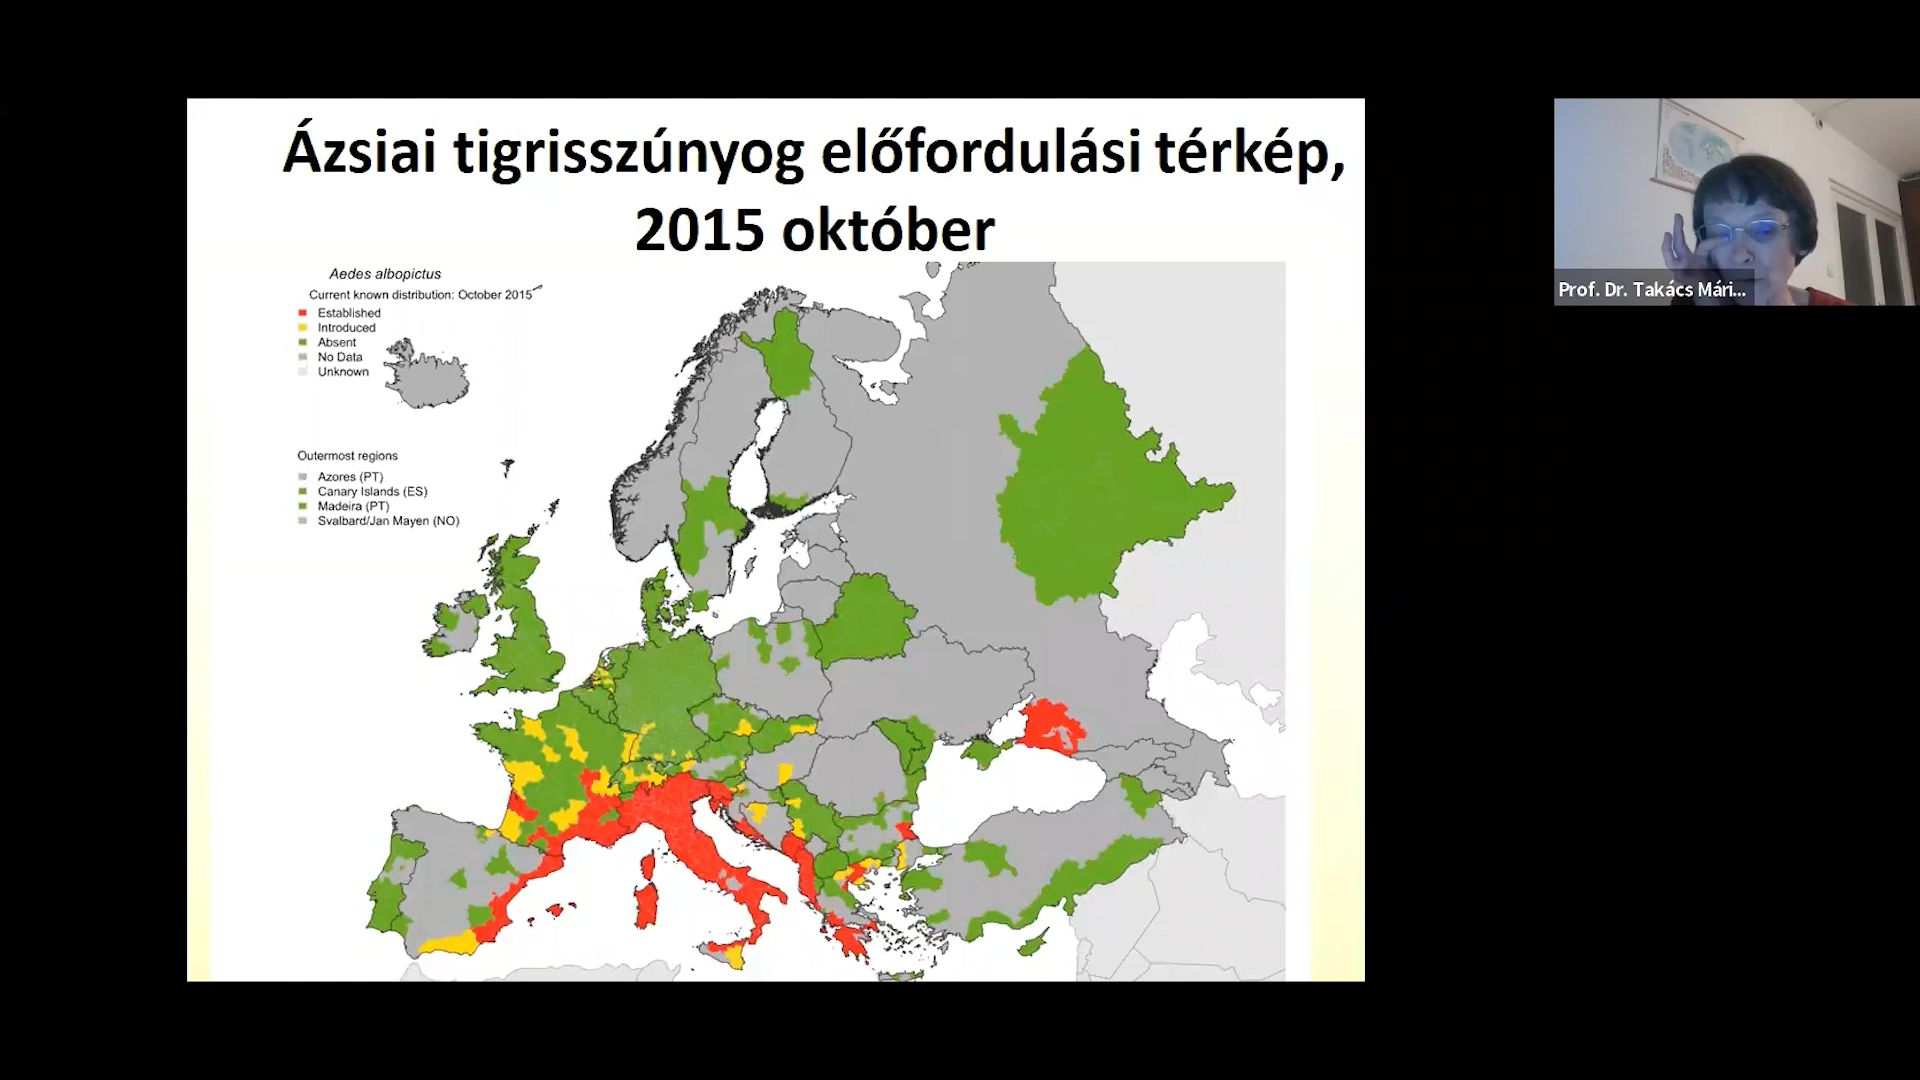 Ázsiai tigrisszúnyog előfordulási térkép,
2015 október
Aedes albopictus
Current known distribution: October 2015
Established
Introduced
Absent
No Data
Unknown
Outermost regions
Azores (PT)
Canary Islands (ES)
Madeira (PT)
Svalbard/Jan Mayen (NO)
Prof. Dr. Takács Mári...